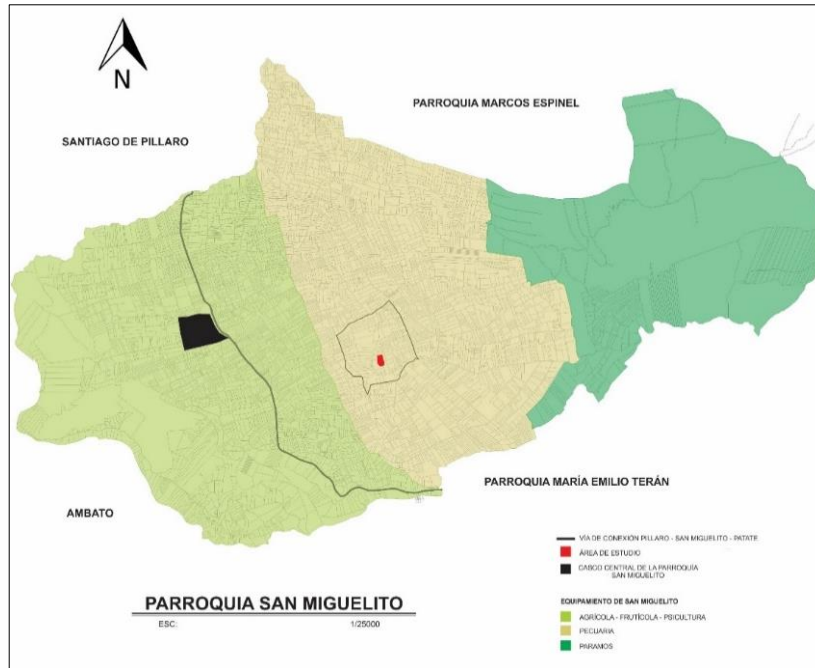 N
PARROQUIA MARCOS ESPINEL
SANTIAGO DE PILLARO
PARROQUIA MARÍA EMILIO TERÁN
AMBATO
VÍA DE CONEXIÓN PILLARO - SAN MIGUELITO - PATATE
ÁREA DE ESTUDIO
CASCO CENTRAL DE LA PARROQUÍA
SAN MIGUELITO
PARROQUIA SAN MIGUELITO
ESC: 1/25000
EQUIPAMIENTO DE SAN MIGUELITO
AGRÍCOLA - FRUTÍCOLA - PSICULTURA
PECUARIA
PARAMOS